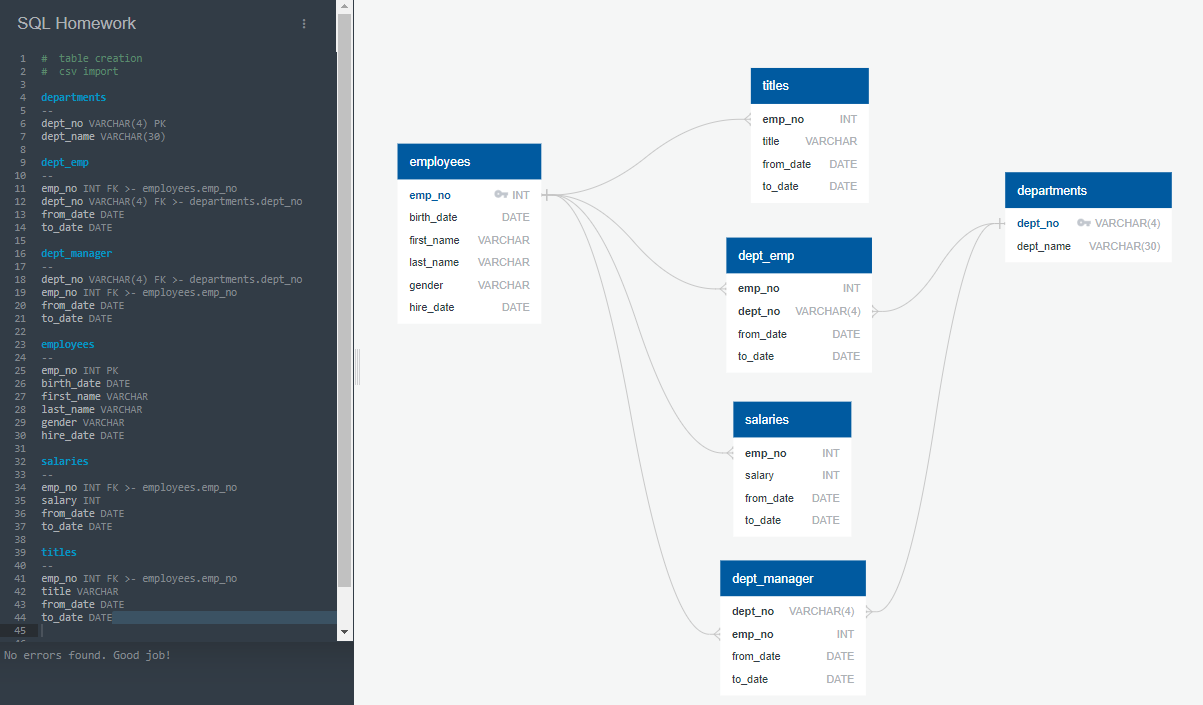 SQL Homework
1 # table creation
2 # csv import
3
4 departments
5 --
6 dept_no VARCHAR(4) PK
7 dept_name VARCHAR(30)
8
9 dept_emp
10 --
11 emp_no INT FK >- employees.emp_no
12 dept_no VARCHAR(4) FK >- departments.dept_no
13 from_date DATE
14 to_date DATE
15
16 dept_manager
17 --
18 dept_no VARCHAR(4) FK >- departments.dept_no
19 emp_no INT FK >- employees.emp_no
20 from_date DATE
21 to_date DATE
22
23 employees
24 --
25 emp_no INT PK
26 birth_date DATE
27 first_name VARCHAR
28 last_name VARCHAR
29 gender VARCHAR
30 hire_date DATE
31
32 salaries
33 --
34 emp_no INT FK >- employees.emp_no
35 salary INT
36 from_date DATE
37 to_date DATE
38
39 titles
40 --
41 emp_no INT FK >- employees.emp_no
42 title VARCHAR
43 from_date DATE
44 to_date DATE
45
No errors found. Good job!
employees
emp_no INT
birth_date DATE
first_name VARCHAR
last_name VARCHAR
gender VARCHAR
hire_date DATE
titles
emp_no INT
title VARCHAR
from_date DATE
to_date DATE
dept_emp
emp_no INT
dept_no VARCHAR(4)
from_date DATE
to_date DATE
salaries
emp_no INT
salary INT
from_date DATE
to_date DATE
dept_manager
dept_no VARCHAR(4)
emp_no INT
from_date DATE
to_date DATE
departments
dept_no VARCHAR(4)
dept_name VARCHAR(30)